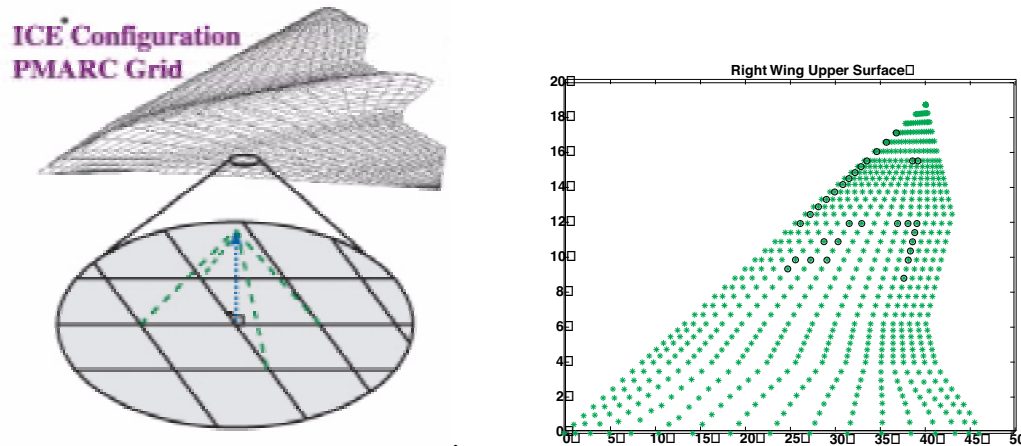 ICE Configuration
PMARC Grid
Right Wing Upper Surface□
20□
18□
16□
14□
12□
10□
8□
6□
4□
2□
0□
0□ 5□ 10□ 15□ 20□ 25□ 30□ 35□ 40□ 45□